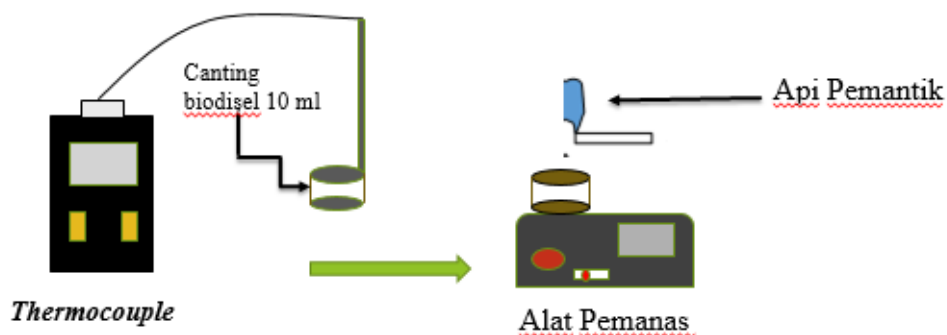 Canting
biodisel 10 ml
Api Pemantik
Thermocouple
Alat Pemanas